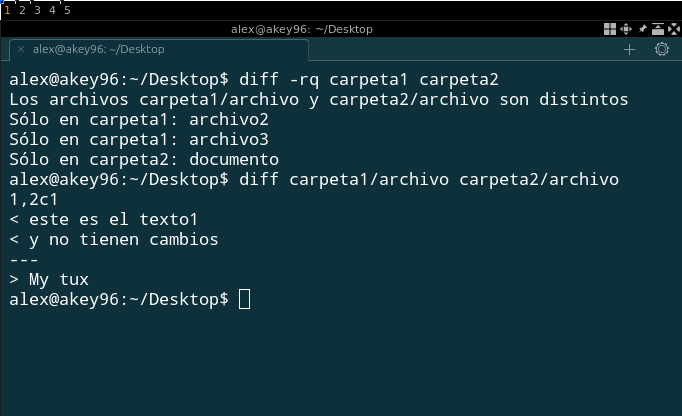 1 2 3 4 5
alex@akey96: ~/Desktop
alex@akey96: ~/Desktop
alex@akey96:~/Desktop$ diff -rq carpeta1 carpeta2
Los archivos carpeta1/archivo y carpeta2/archivo son distintos
Sólo en carpeta1: archivo2
Sólo en carpeta1: archivo3
Sólo en carpeta2: documento
alex@akey96:~/Desktop$ diff carpeta1/archivo carpeta2/archivo
1,2c1
< este es el texto1
< y no tienen cambios
---
> My tux
alex@akey96:~/Desktop$